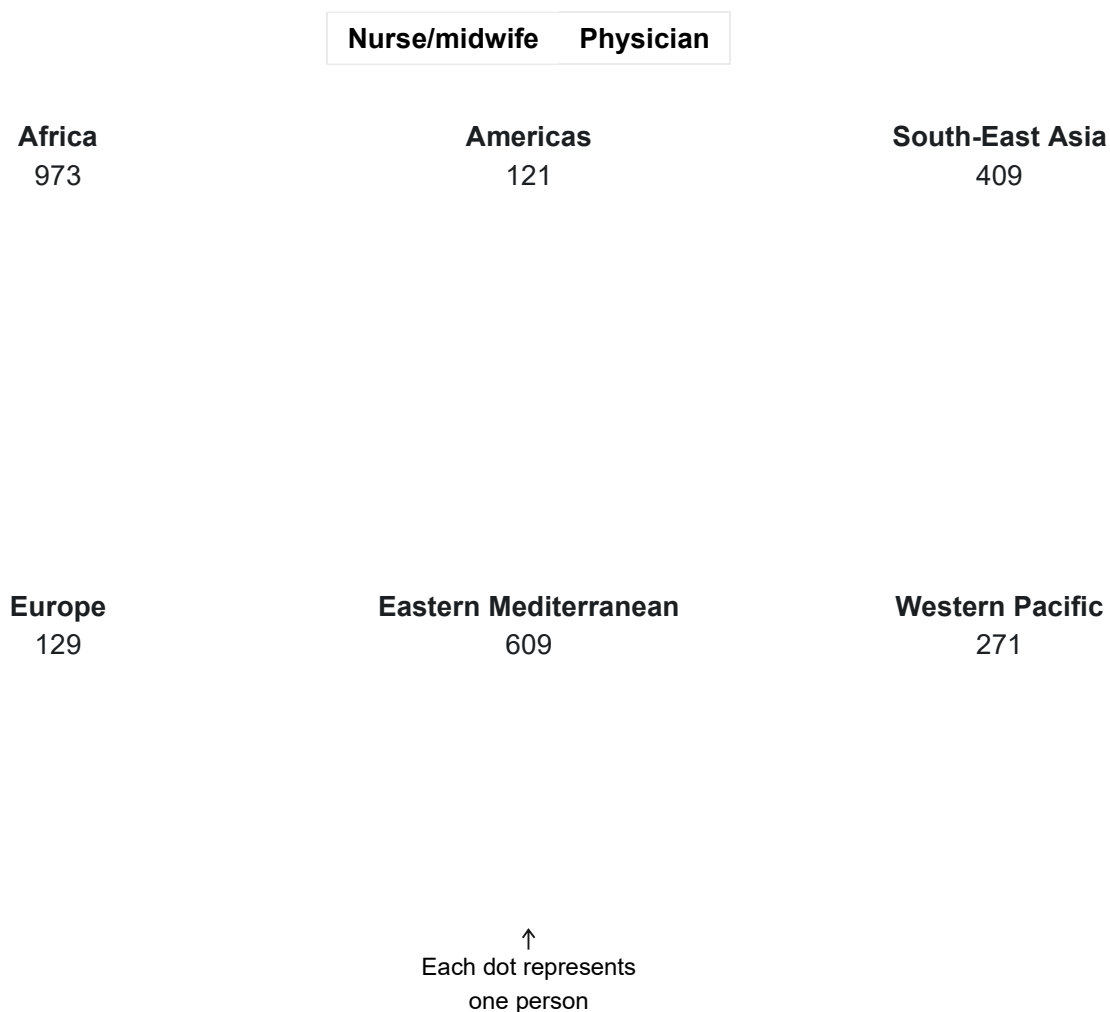 Nurse/midwife Physician
Africa Americas South-East Asia
973 121 409
Europe Eastern Mediterranean Western Pacific
129 609 271
↑
Each dot represents
one person